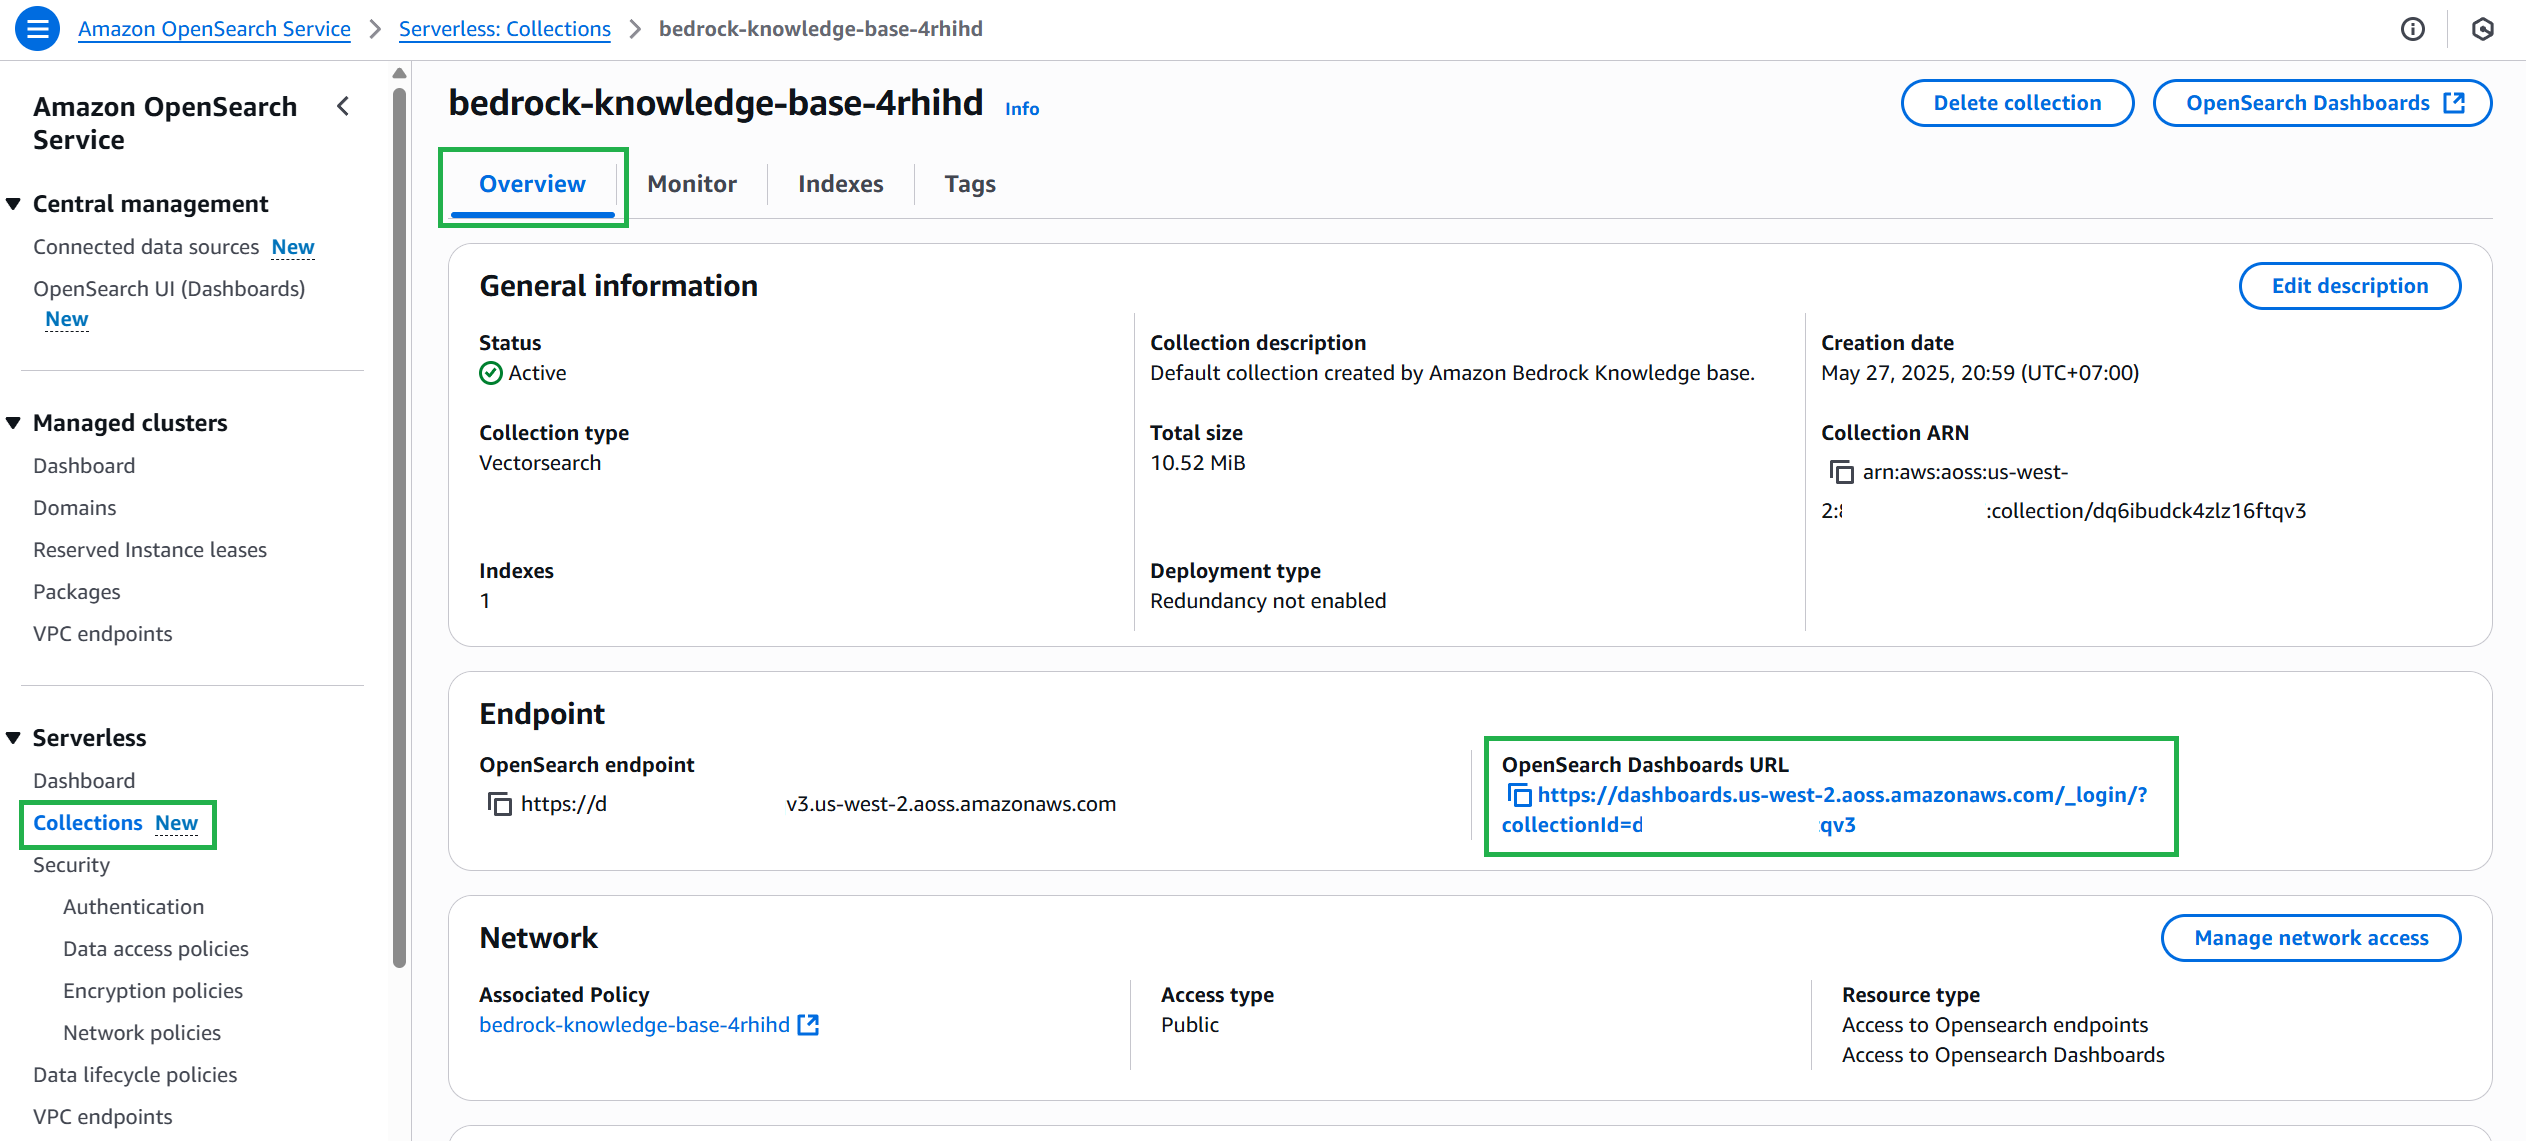 Amazon OpenSearch Service > Serverless: Collections > bedrock-knowledge-base-4rhihd
Amazon OpenSearch
Service
Central management
Connected data sources New
OpenSearch UI (Dashboards)
New
Managed clusters
Dashboard
Domains
Reserved Instance leases
Packages
VPC endpoints
Serverless
Dashboard
Collections New
Security
Authentication
Data access policies
Encryption policies
Network policies
Data lifecycle policies
VPC endpoints
bedrock-knowledge-base-4rhihd Info
Delete collection
OpenSearch Dashboards
Overview
Monitor
Indexes
Tags
General information
Edit description
Status
Active
Collection description
Default collection created by Amazon Bedrock Knowledge base.
Creation date
May 27, 2025, 20:59 (UTC+07:00)
Collection type
Vectorsearch
Total size
10.52 MiB
Collection ARN
arn:aws:aoss:us-west-
2: :collection/dq6ibudck4zlz16ftqv3
Indexes
1
Deployment type
Redundancy not enabled
Endpoint
OpenSearch endpoint
https://d v3.us-west-2.aoss.amazonaws.com
OpenSearch Dashboards URL
https://dashboards.us-west-2.aoss.amazonaws.com/_login/?
collectionId=d qv3
Network
Manage network access
Associated Policy
bedrock-knowledge-base-4rhihd
Access type
Public
Resource type
Access to Opensearch endpoints
Access to Opensearch Dashboards